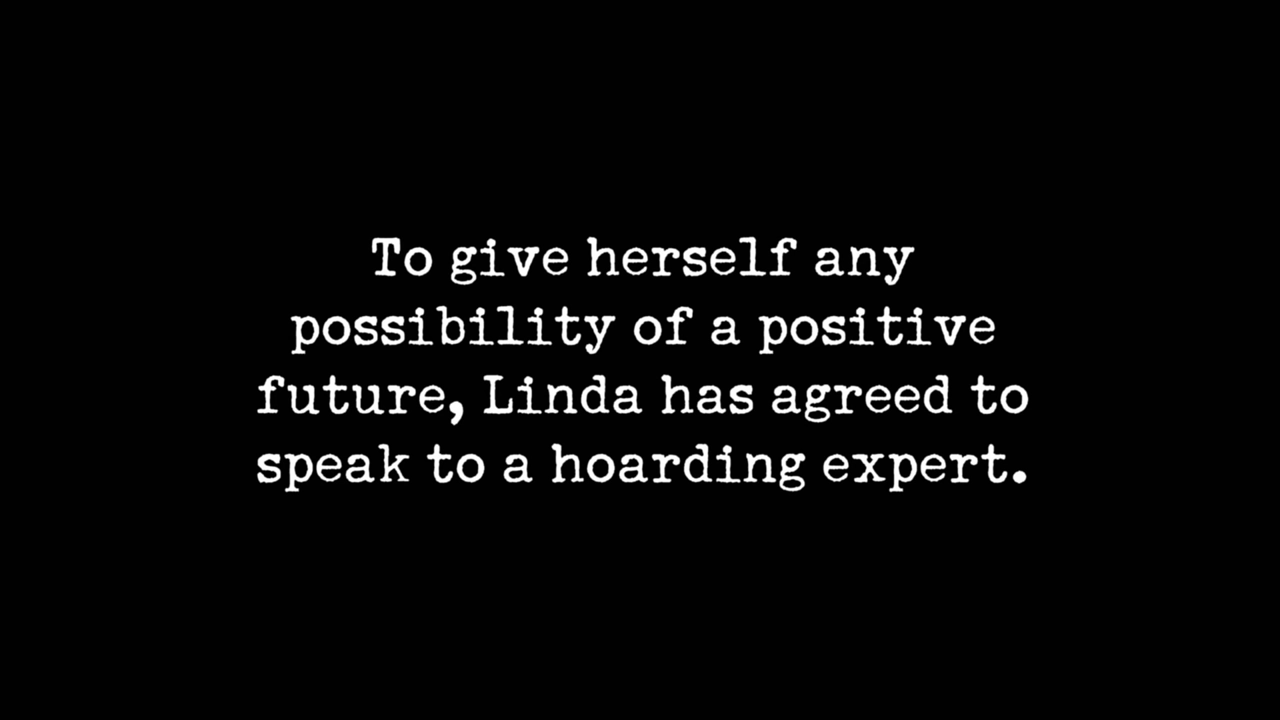 To give herself any
possibility of a positive
future, Linda has agreed to
speak to a hoarding expert.